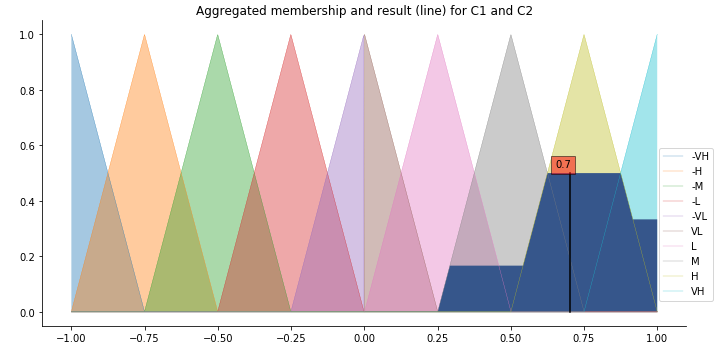 Aggregated membership and result (line) for C1 and C2
1.0
0.8
0.6
0.4
0.2
0.0
0.7
-VH
-H
-M
-L
-VL
VL
L
M
H
VH
−1.00 −0.75 −0.50 −0.25 0.00 0.25 0.50 0.75 1.00